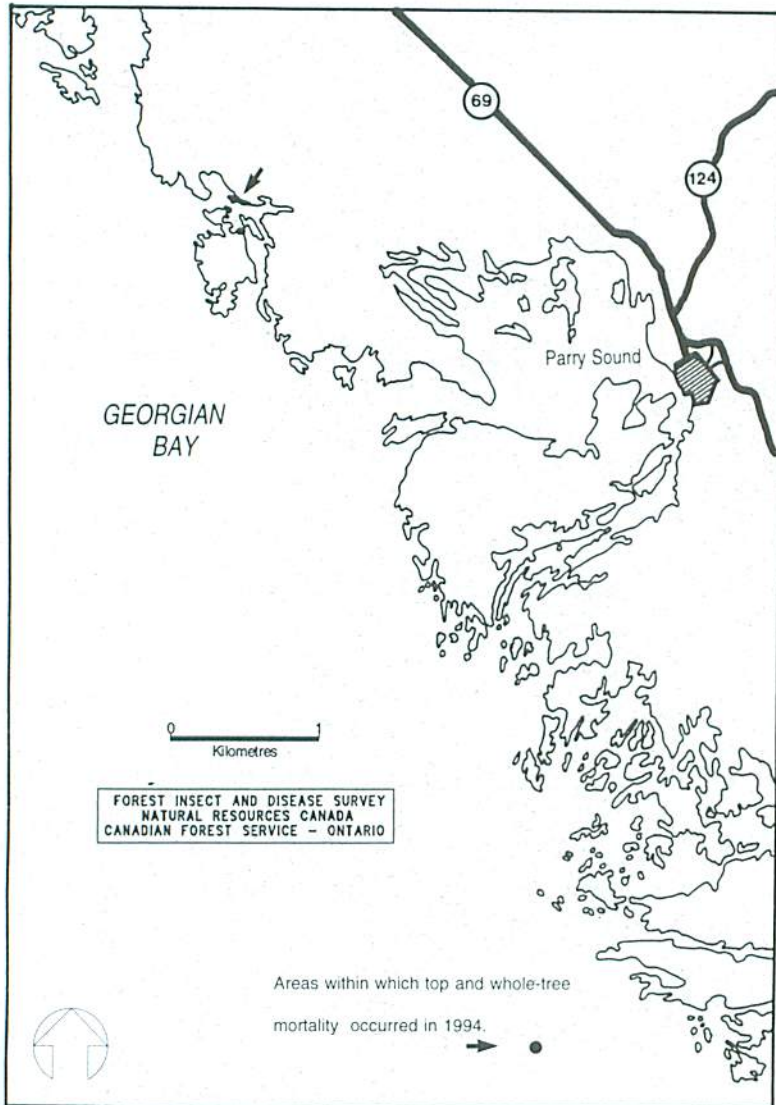 69
124
Parry Sound
GEORGIAN
BAY
0 1
Kilometres
FOREST INSECT AND DISEASE SURVEY
NATURAL RESOURCES CANADA
CANADIAN FOREST SERVICE - ONTARIO
Areas within which top and whole-tree
mortality occurred in 1994.